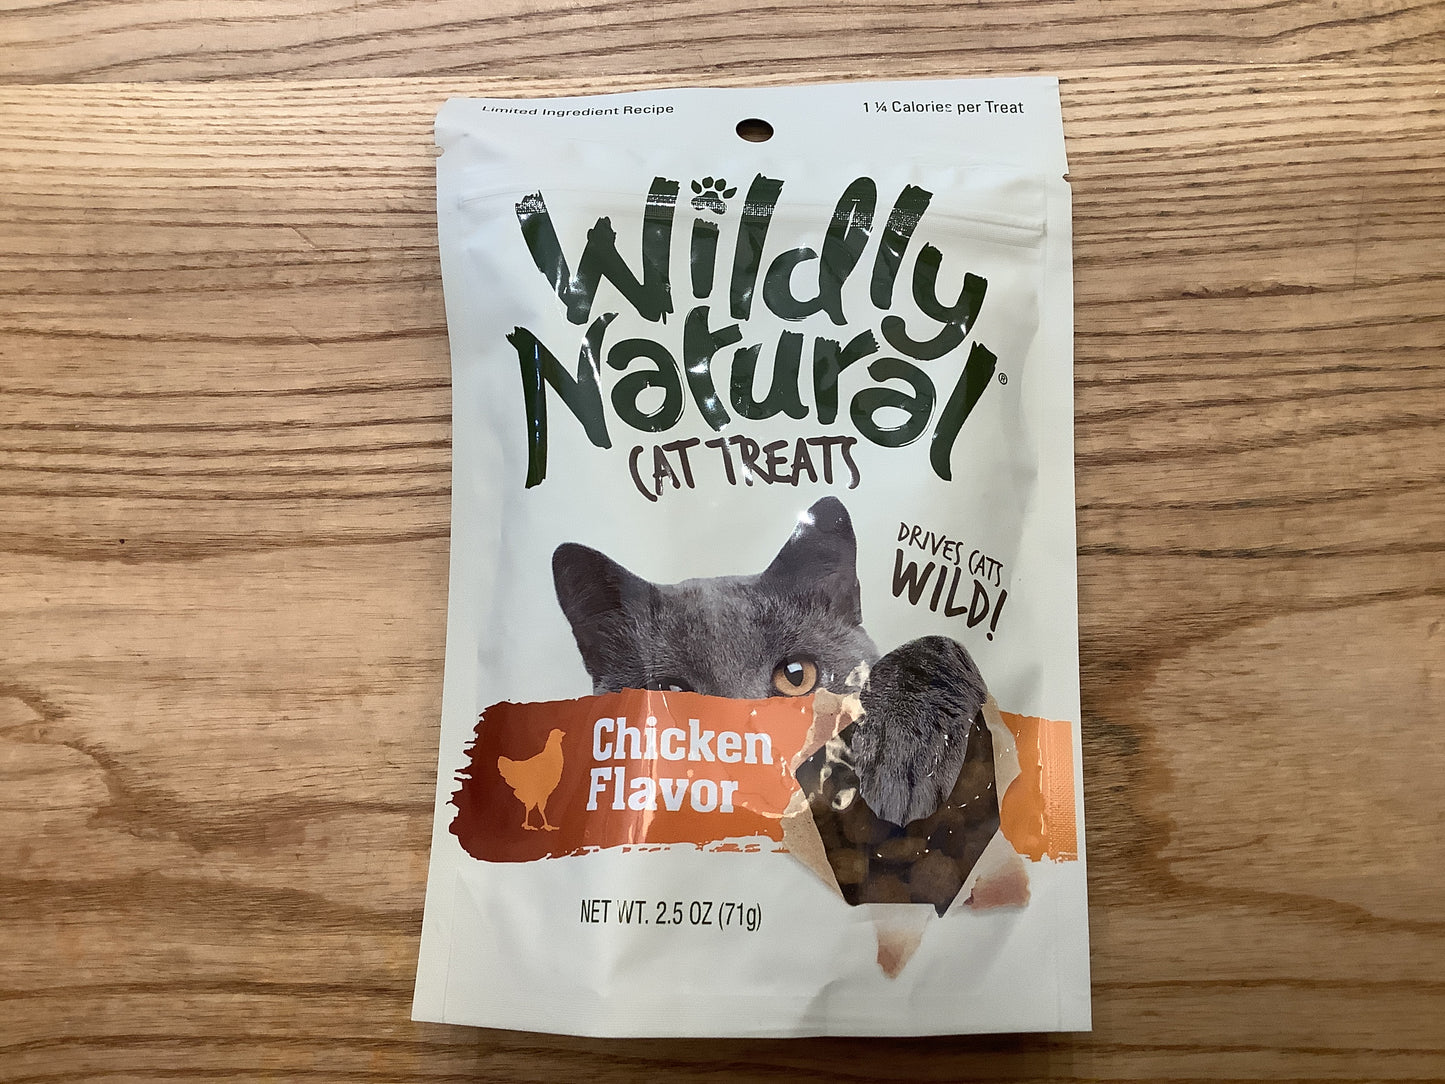 Limited Ingredient Recipe
1 ¼ Calories per Treat
Wildly
Natural®
CAT TREATS
DRIVES CATS
WILD!
Chicken
Flavor
NET WT. 2.5 OZ (71g)